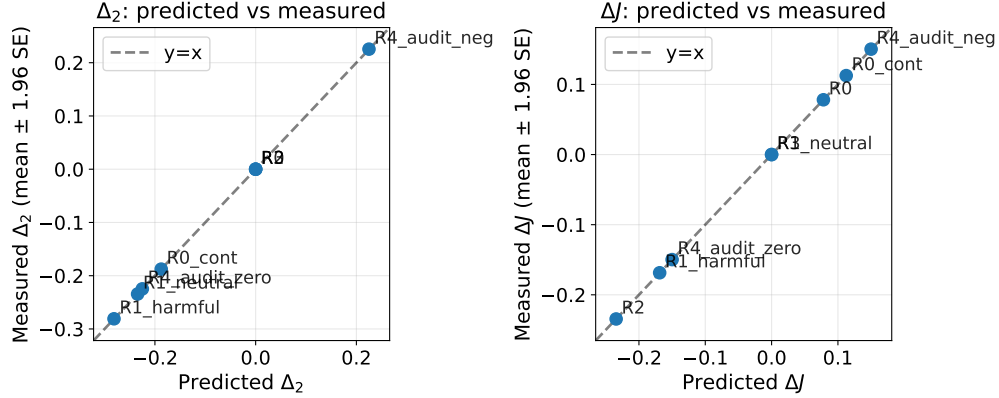 Δ₂: predicted vs measured
Measured Δ₂ (mean ± 1.96 SE)
0.2
0.1
0.0
−0.1
−0.2
−0.3
y=x
R4_audit_neg
R0_cont
R4_audit_zero
R1_neutral
R1_harmful
−0.2
0.0
0.2
Predicted Δ₂
ΔJ: predicted vs measured
Measured ΔJ (mean ± 1.96 SE)
0.1
0.0
−0.1
−0.2
y=x
R4_audit_neg
R0_cont
R0
R4_audit_zero
R1_harmful
R2
−0.2
−0.1
0.0
0.1
Predicted ΔJ